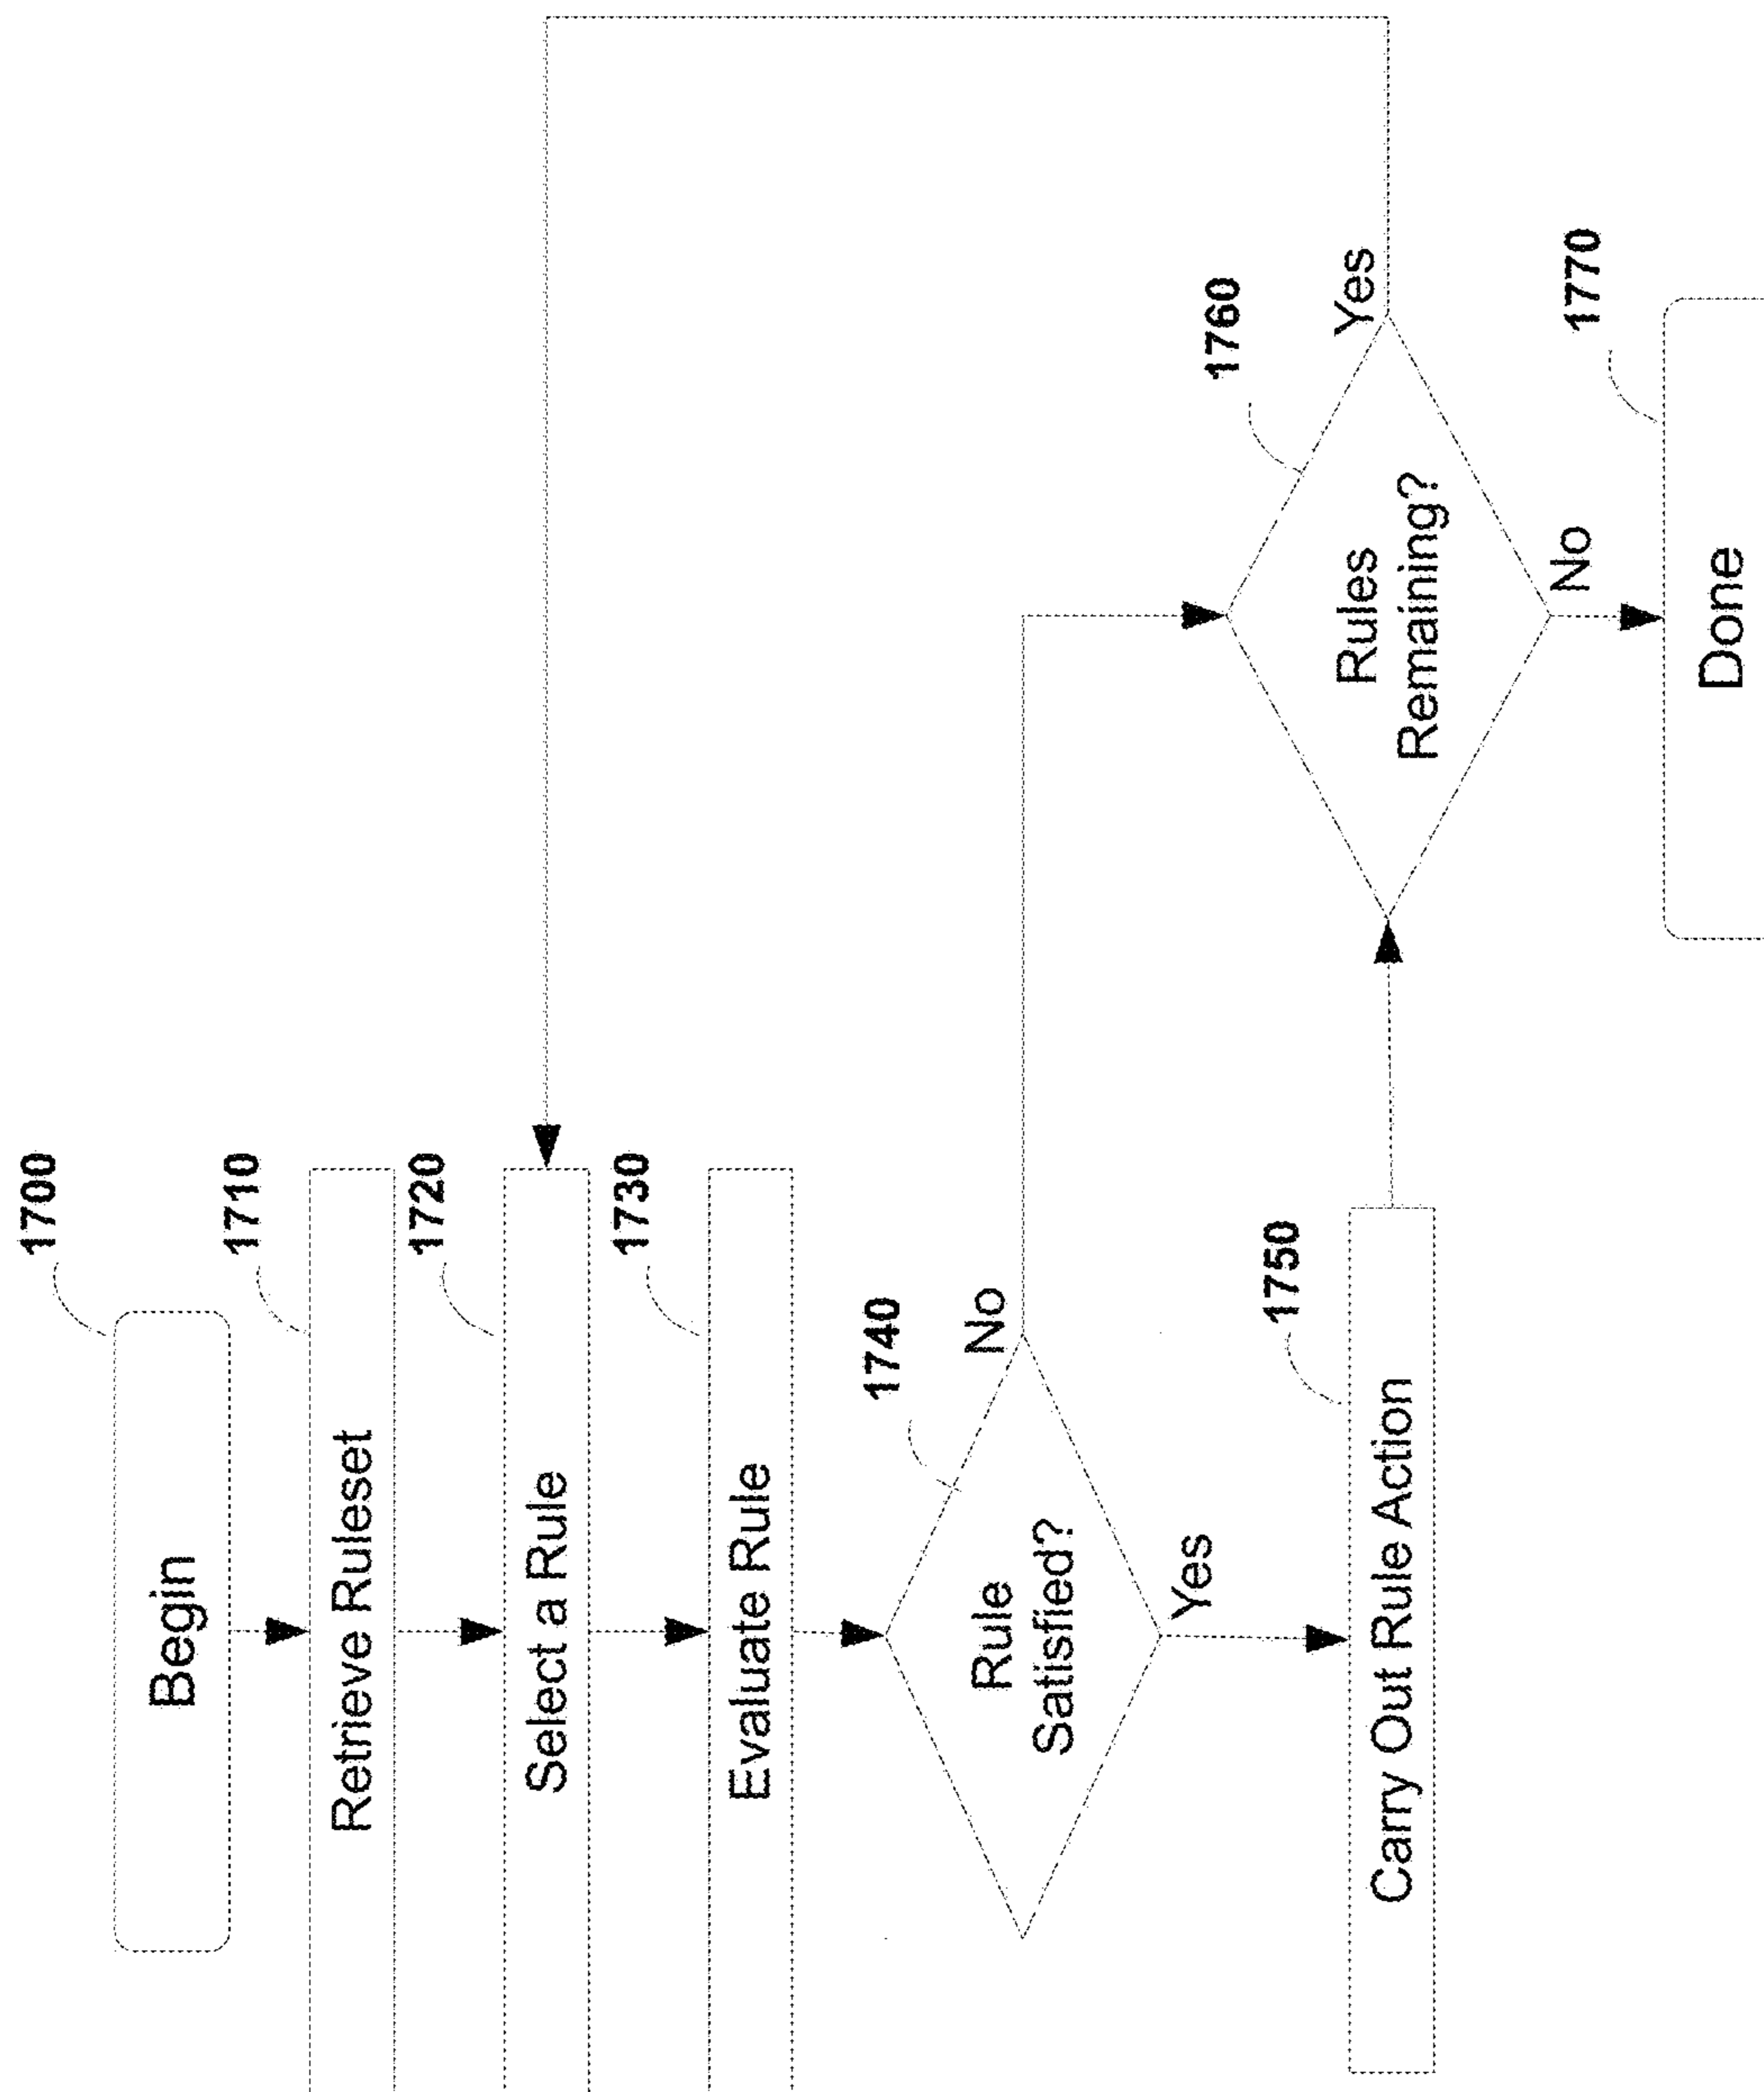 1700
Begin
1710
Retrieve Ruleset
1720
Select a Rule
1730
Evaluate Rule
1740
Rule
Satisfied?
No
Yes
1750
Carry Out Rule Action
1760
Rules
Remaining?
Yes
No
1770
Done